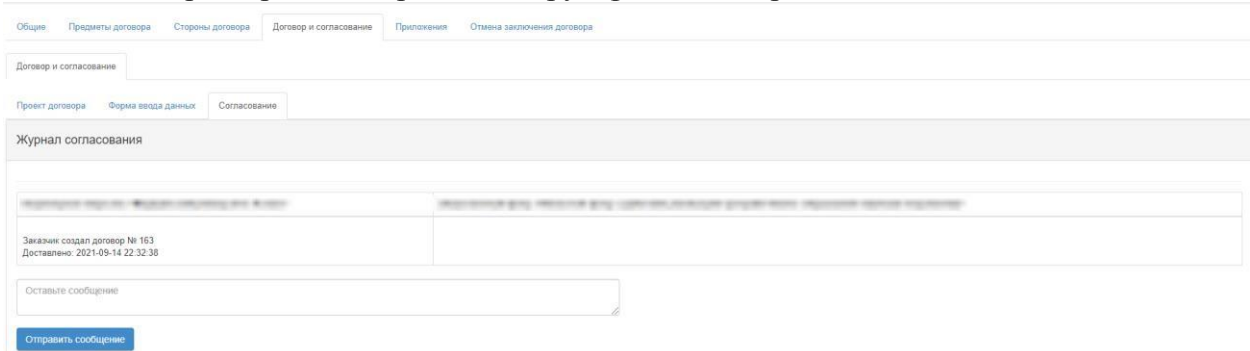 Общие Предметы договора Стороны договора Договор и согласование Приложения Отмена заключения договора
Договор и согласование
Проект договора Форма ввода данных Согласование
Журнал согласования
Заказчик создал договор № 163
Доставлено: 2021-09-14 22:32:38
Оставьте сообщение
Отправить сообщение